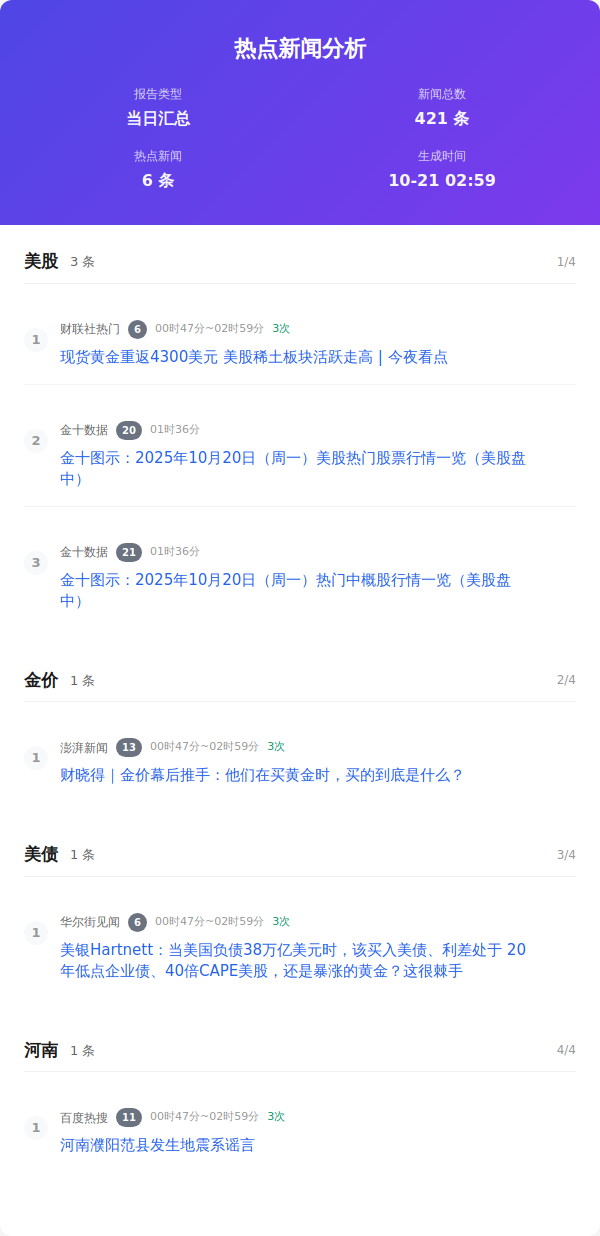 热点新闻分析
报告类型
新闻总数
当日汇总
421 条
热点新闻
生成时间
6 条
10-21 02:59
美股 3 条 1/4
1
财联社热门 6 00时47分~02时59分 3次
现货黄金重返4300美元 美股稀土板块活跃走高 | 今夜看点
2
金十数据 20 01时36分
金十图示：2025年10月20日（周一）美股热门股票行情一览（美股盘
中）
3
金十数据 21 01时36分
金十图示：2025年10月20日（周一）热门中概股行情一览（美股盘
中）
金价 1 条 2/4
1
澎湃新闻 13 00时47分~02时59分 3次
财晓得｜金价幕后推手：他们在买黄金时，买的到底是什么？
美债 1 条 3/4
1
华尔街见闻 6 00时47分~02时59分 3次
美银Hartnett：当美国负债38万亿美元时，该买入美债、利差处于 20
年低点企业债、40倍CAPE美股，还是暴涨的黄金？这很棘手
河南 1 条 4/4
1
百度热搜 11 00时47分~02时59分 3次
河南濮阳范县发生地震系谣言